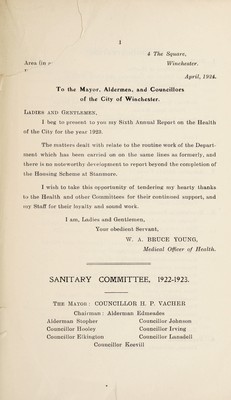 1
4 The Square,
Area (in Winchester.
April, 1924.
To the Mayor, Aldermen, and Councillors
of the City of Winchester.
LADIES AND GENTLEMEN,
I beg to present to you my Sixth Annual Report on the Health
of the City for the year 1923.
The matters dealt with relate to the routine work of the Depart-
ment which has been carried on on the same lines as formerly, and
there is no noteworthy development to report beyond the completion of
the Housing Scheme at Stanmore.
I wish to take this opportunity of tendering my hearty thanks
to the Health and other Committees for their continued support, and
my Staff for their loyalty and sound work.
I am, Ladies and Gentlemen,
Your obedient Servant,
W. A. BRUCE YOUNG,
Medical Officer of Health.
SANITARY COMMITTEE, 1922-1923.
THE MAYOR: COUNCILLOR H. P. VACHER
Chairman: Alderman Edmeades
Alderman Stopher Councillor Johnson
Councillor Hooley Councillor Irving
Councillor Elkington Councillor Lansdell
Councillor Keevill